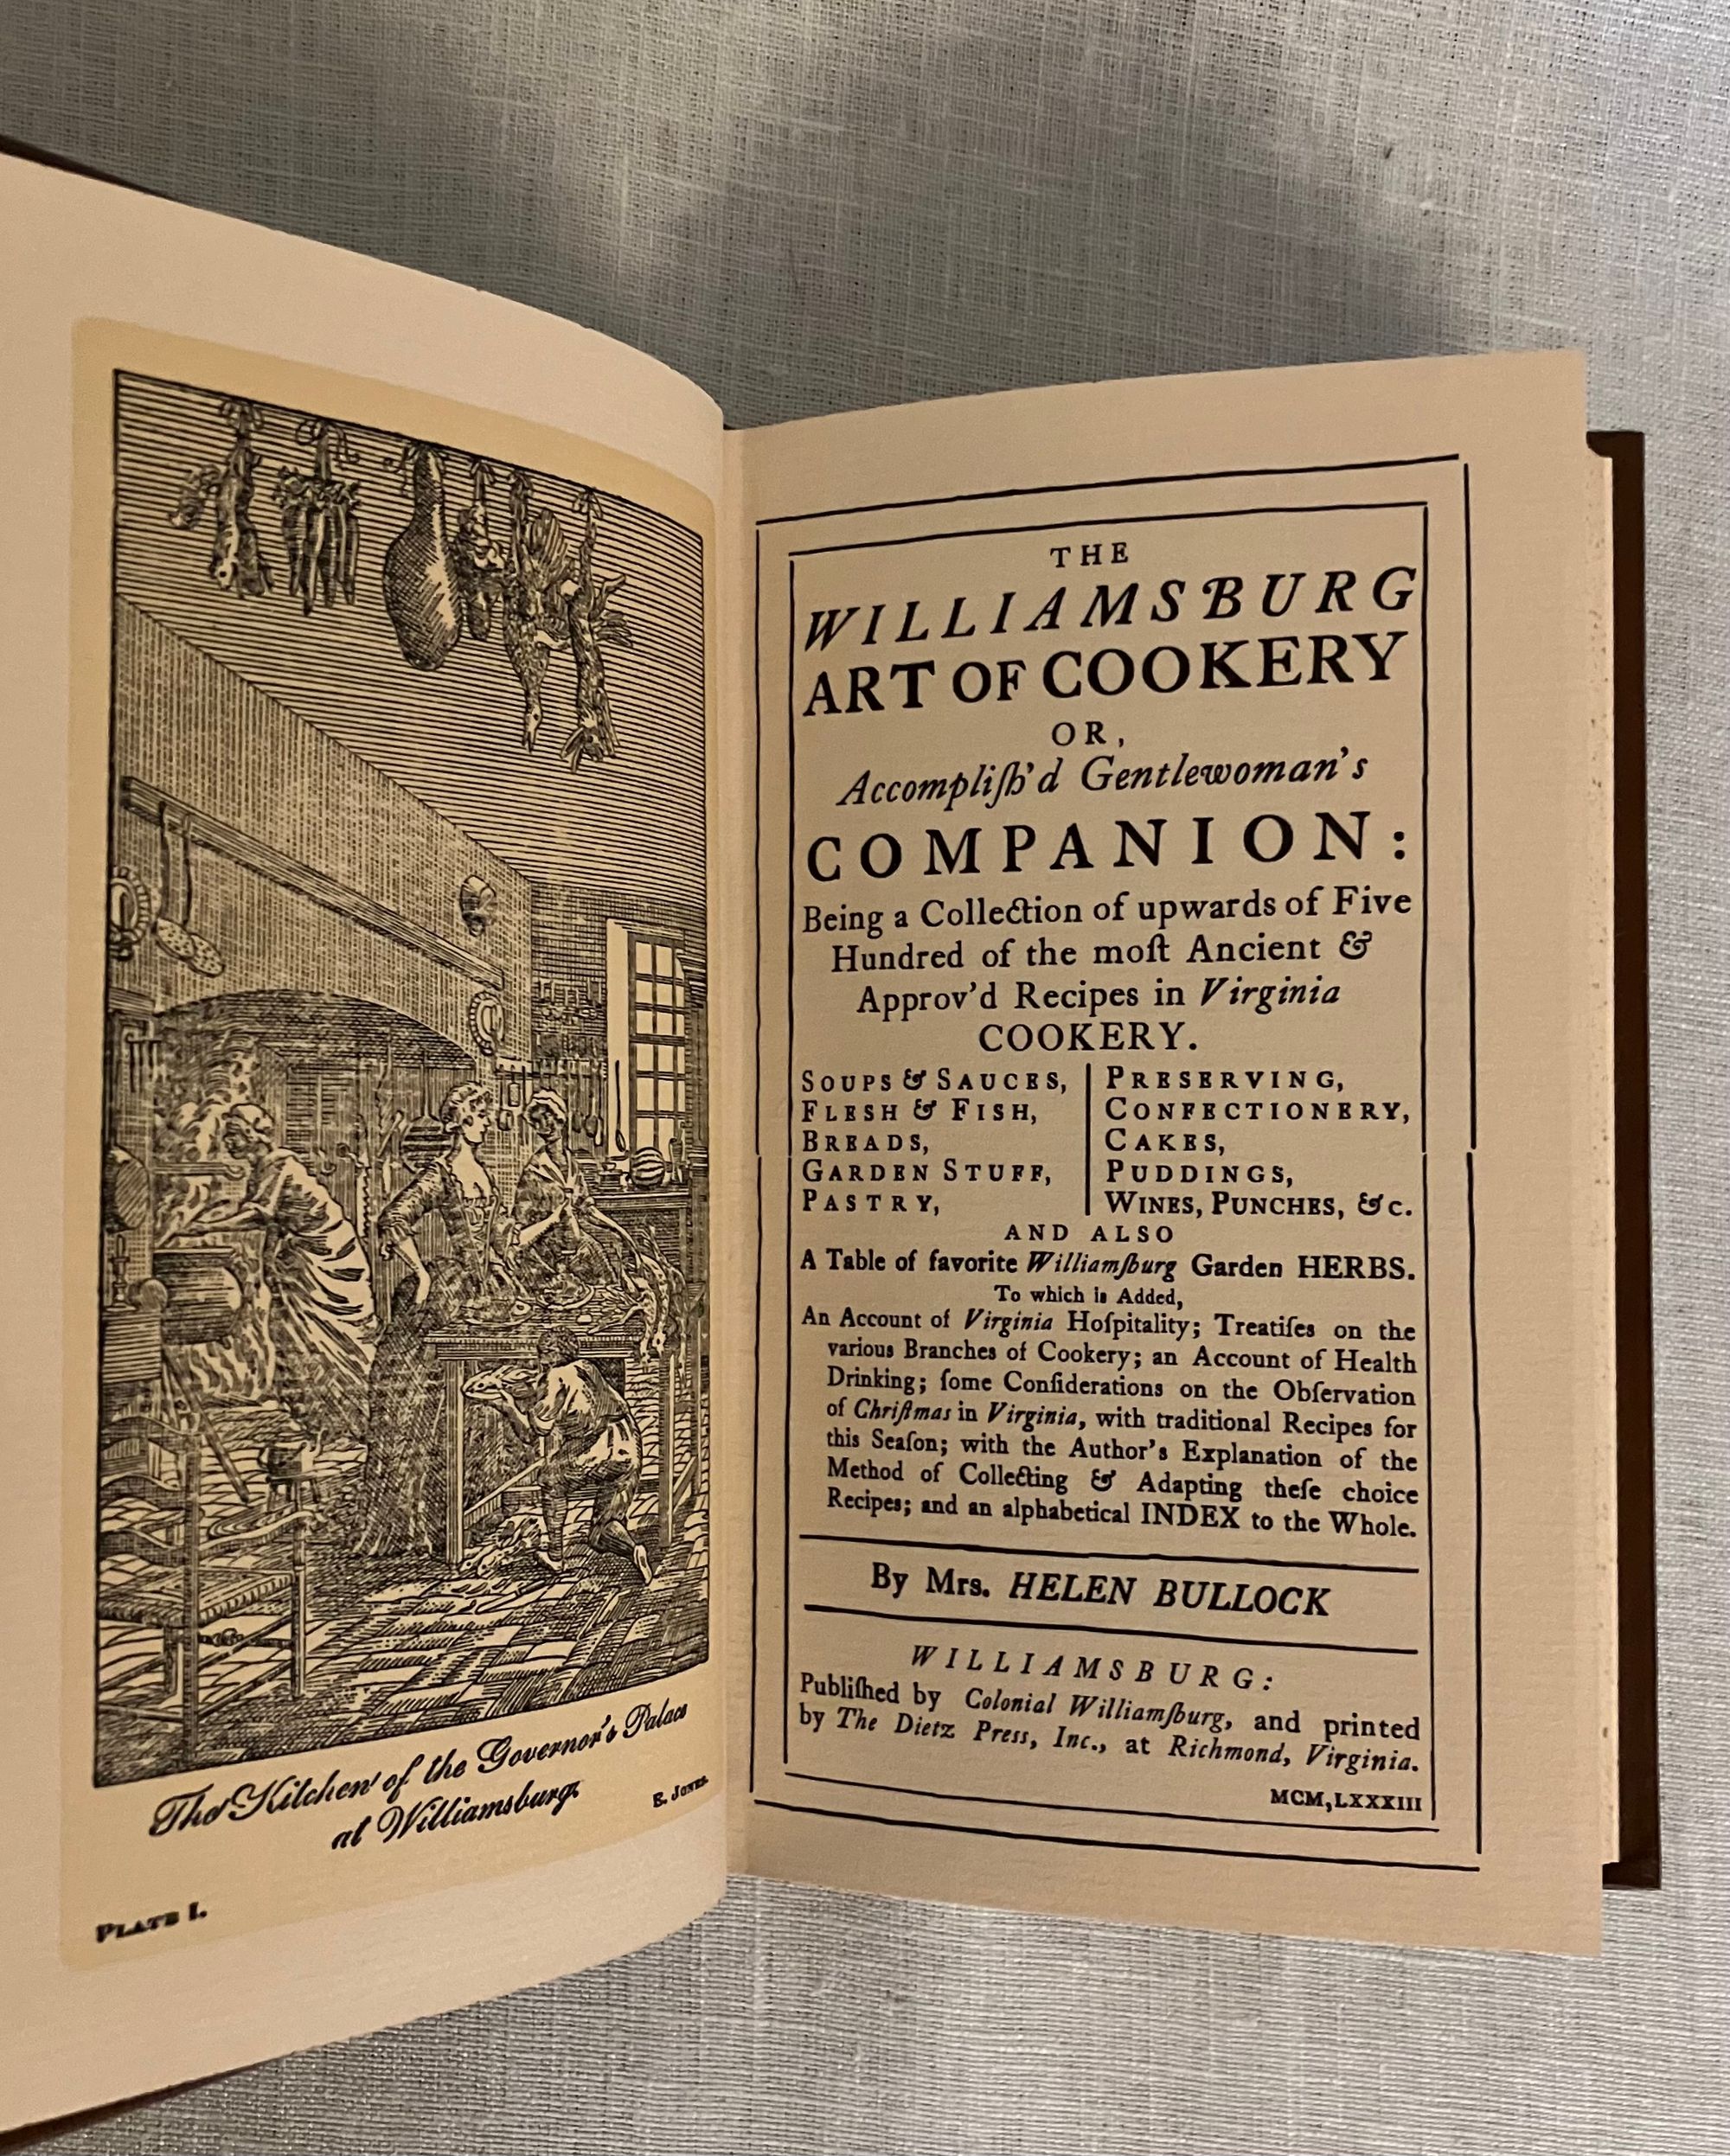 The Kitchen of the Governor's Palace
at Williamsburg.
E. Jones.
PLATE I.
THE
WILLIAMSBURG
ART OF COOKERY
OR,
Accompliſh'd Gentlewoman's
COMPANION:
Being a Collection of upwards of Five
Hundred of the moſt Ancient &
Approv'd Recipes in Virginia
COOKERY.
SOUPS & SAUCES,
FLESH & FISH,
BREADS,
GARDEN STUFF,
PASTRY,
PRESERVING,
CONFECTIONERY,
CAKES,
PUDDINGS,
WINES, PUNCHES, &c.
AND ALSO
A Table of favorite Williamſburg Garden HERBS.
To which is Added,
An Account of Virginia Hoſpitality; Treatiſes on the
various Branches of Cookery; an Account of Health
Drinking; ſome Conſiderations on the Obſervation
of Chriſtmas in Virginia, with traditional Recipes for
this Seaſon; with the Author's Explanation of the
Method of Collecting & Adapting theſe choice
Recipes; and an alphabetical INDEX to the Whole.
By Mrs. HELEN BULLOCK
WILLIAMSBURG:
Publiſhed by Colonial Williamſburg, and printed
by The Dietz Press, Inc., at Richmond, Virginia.
MCM,LXXXIII